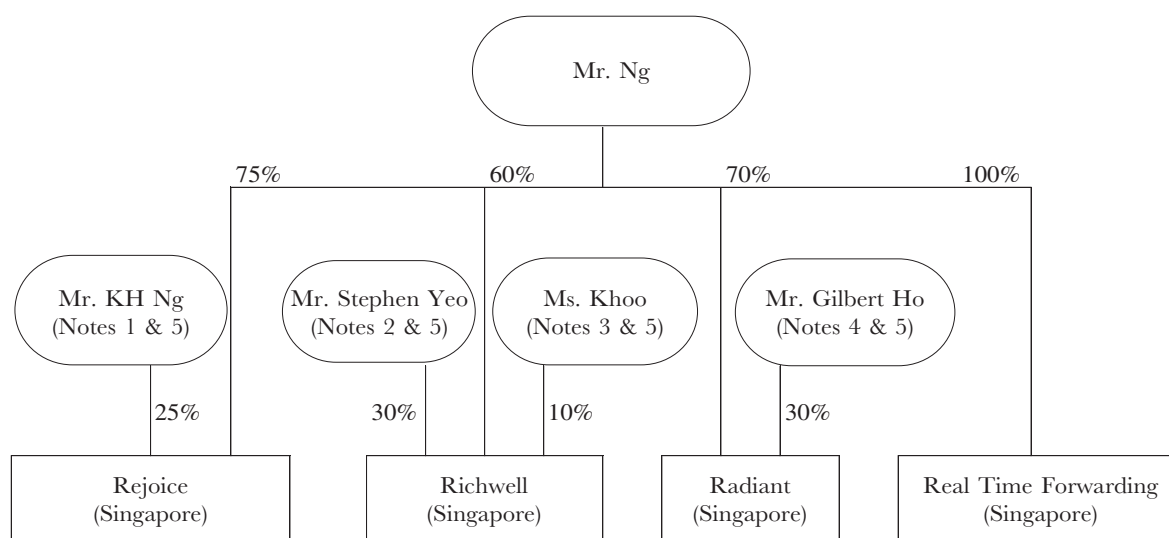 Mr. Ng
75%
60%
70%
100%
Mr. KH Ng
(Notes 1 & 5)
Mr. Stephen Yeo
(Notes 2 & 5)
Ms. Khoo
(Notes 3 & 5)
Mr. Gilbert Ho
(Notes 4 & 5)
25%
30%
10%
30%
Rejoice
(Singapore)
Richwell
(Singapore)
Radiant
(Singapore)
Real Time Forwarding
(Singapore)